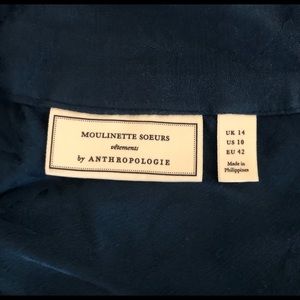 MOULINETTE SOEURS
vêtements
by ANTHROPOLOGIE
UK 14
US 10
EU 42
Made in
Philippines